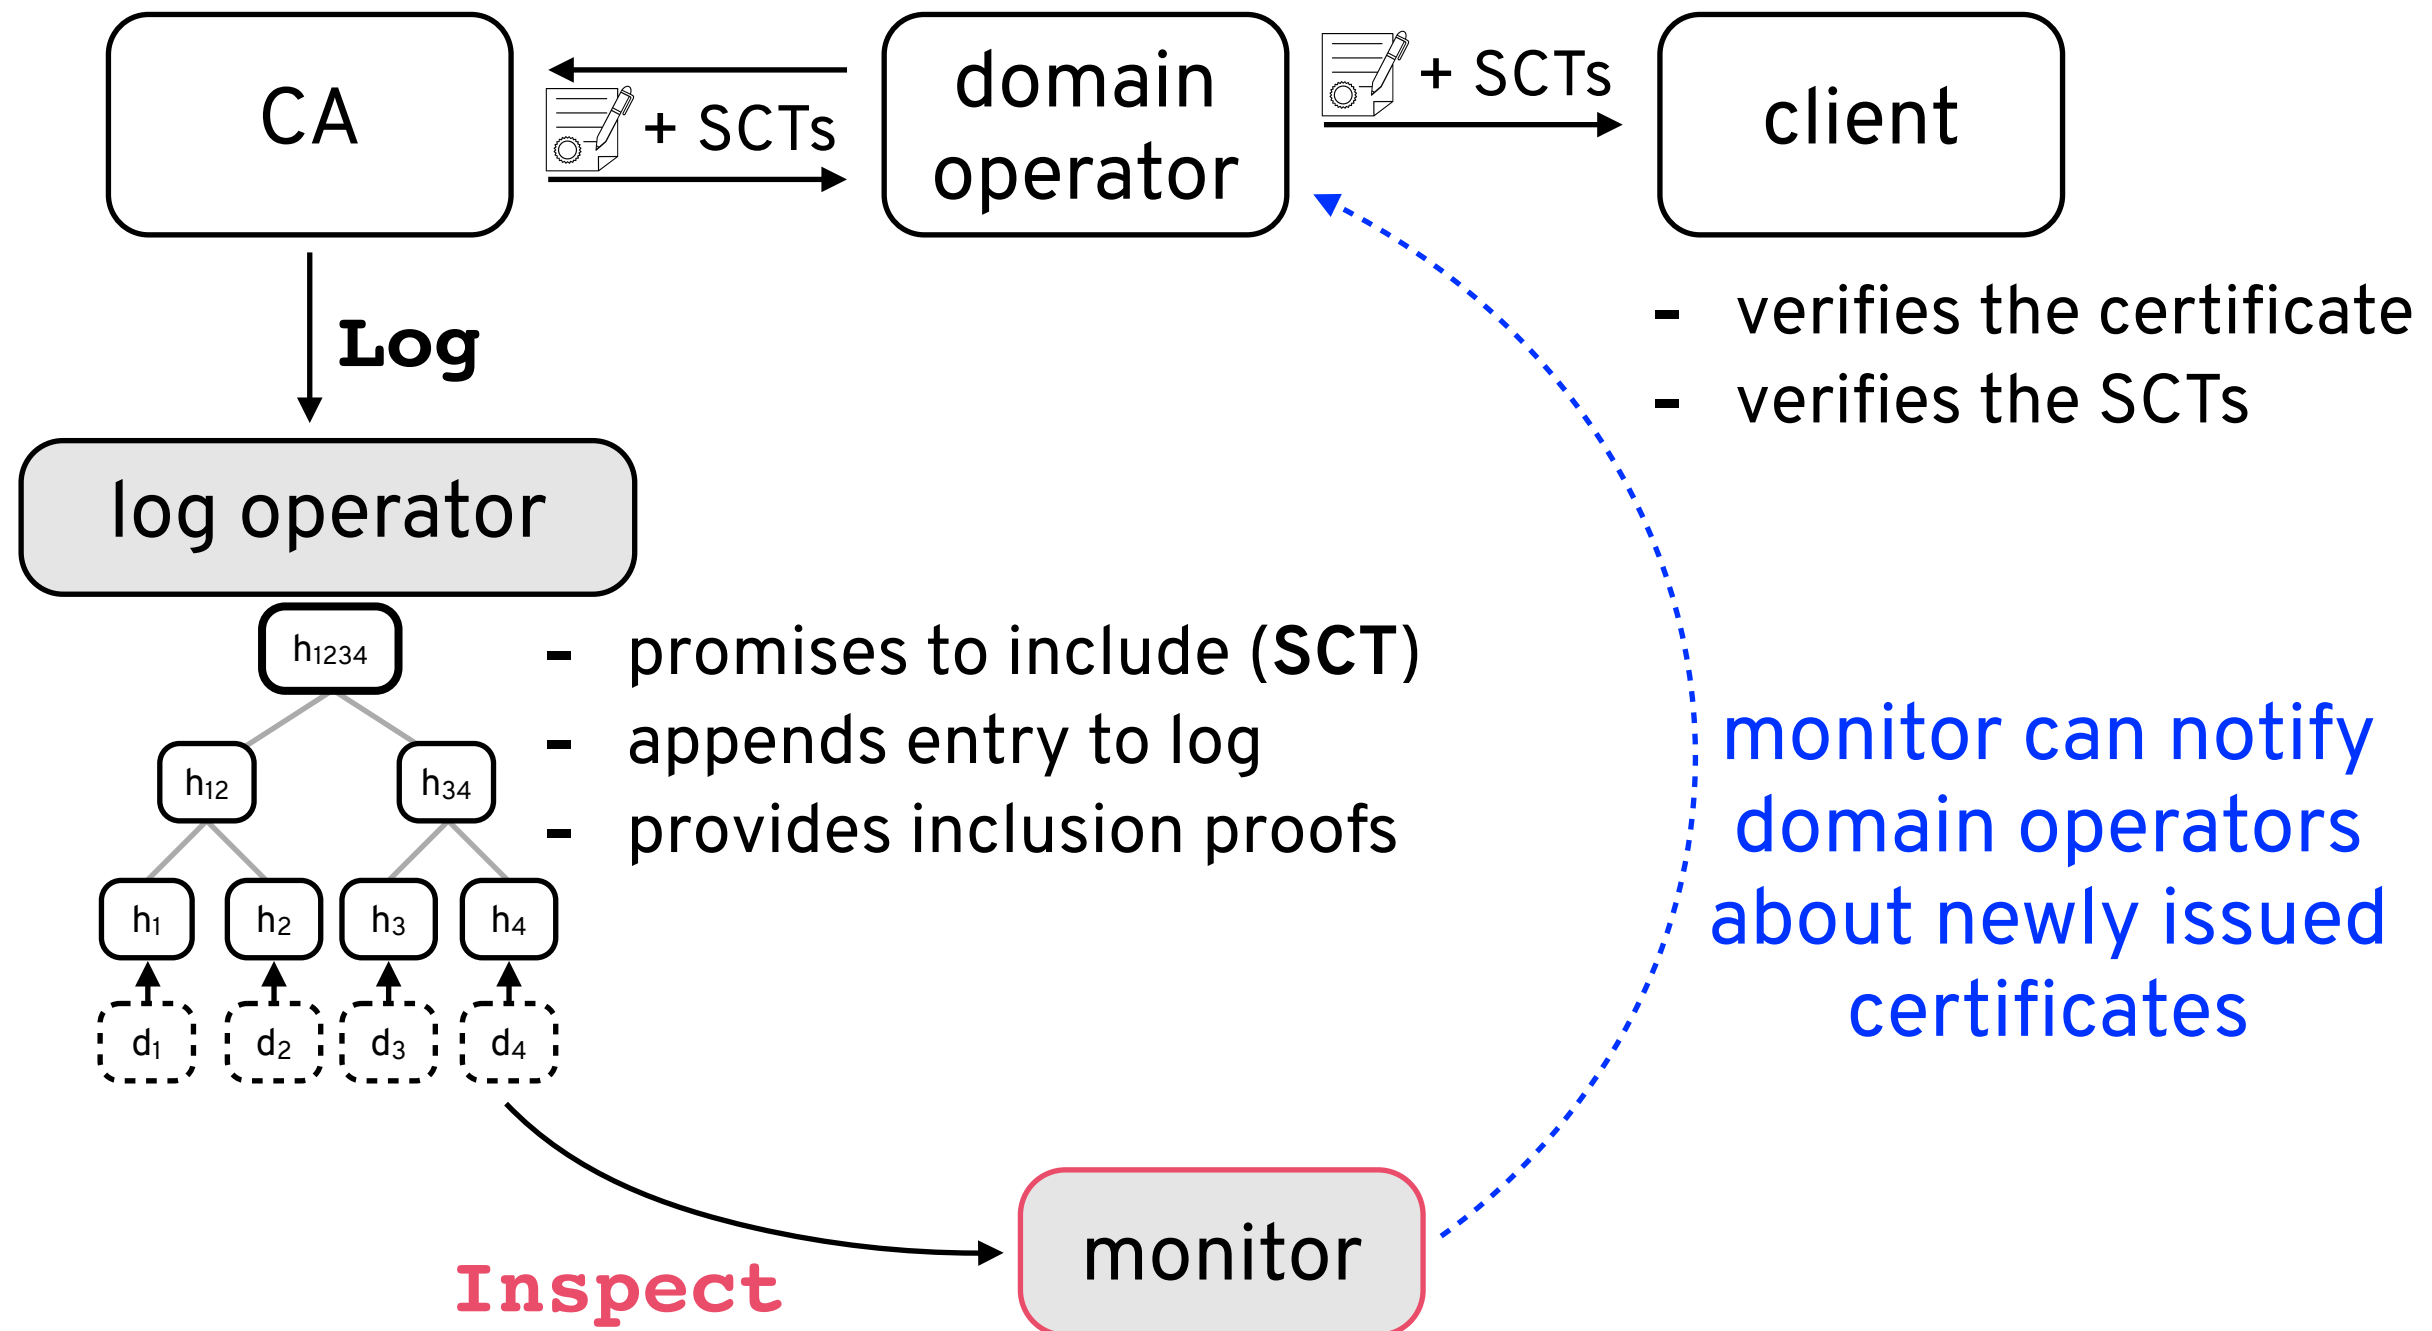 CA
+ SCTs
domain
operator
+ SCTs
client
- verifies the certificate
- verifies the SCTs
Log
log operator
h1234
h12
h34
h1
h2
h3
h4
d1
d2
d3
d4
- promises to include (SCT)
- appends entry to log
- provides inclusion proofs
monitor can notify
domain operators
about newly issued
certificates
Inspect
monitor